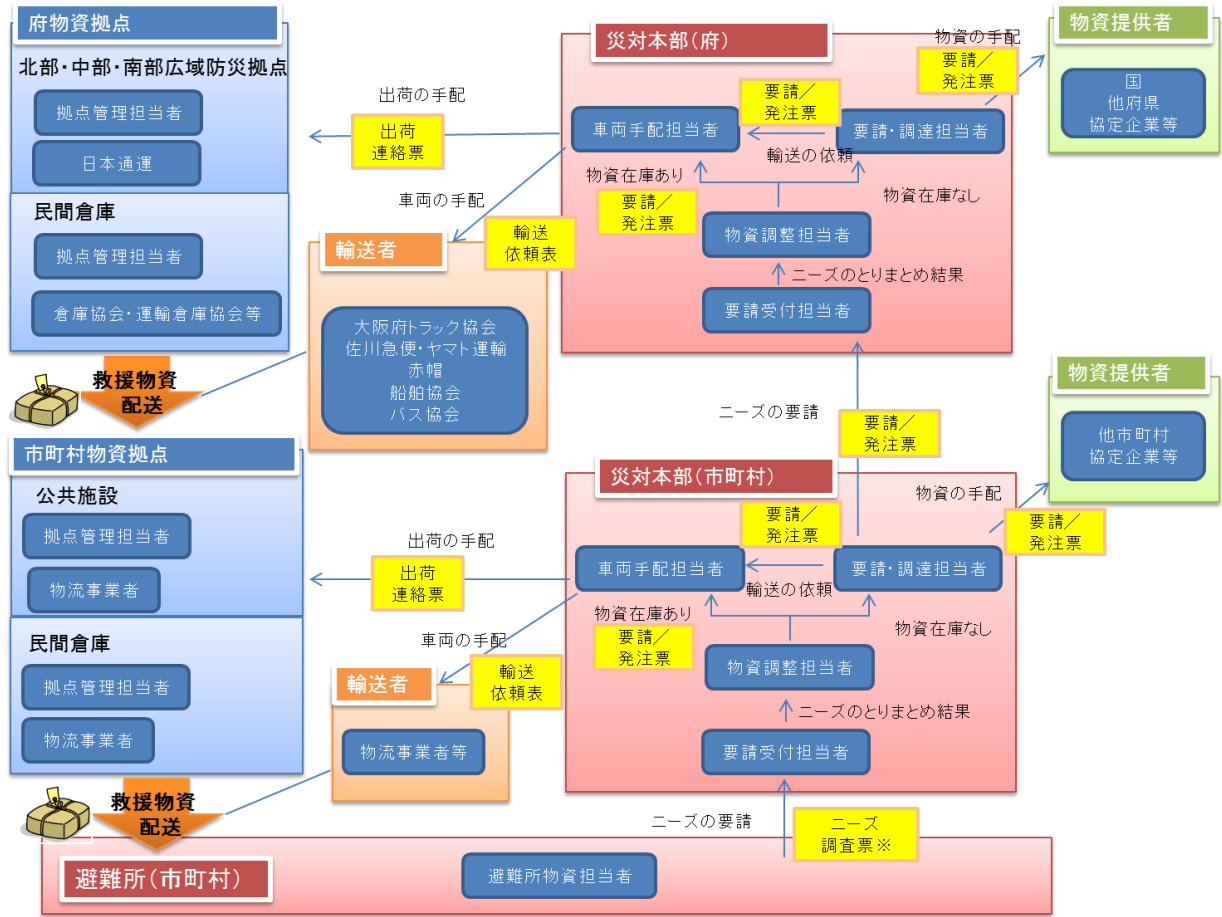 府物資拠点
北部・中部・南部広域防災拠点
拠点管理担当者
日本通運
民間倉庫
拠点管理担当者
倉庫協会・運輸倉庫協会等
救援物資
配送
出荷の手配
出荷
連絡票
車両の手配
輸送
依頼表
輸送者
大阪府トラック協会
佐川急便・ヤマト運輸
赤帽
船舶協会
バス協会
災対本部（府）
車両手配担当者
要請／
発注票
要請・調達担当者
輸送の依頼
物資在庫あり
要請／
発注票
物資在庫なし
物資調整担当者
ニーズのとりまとめ結果
要請受付担当者
物資の手配
要請／
発注票
物資提供者
国
他府県
協定企業等
ニーズの要請
要請／
発注票
物資提供者
他市町村
協定企業等
市町村物資拠点
公共施設
拠点管理担当者
物流事業者
民間倉庫
拠点管理担当者
物流事業者
救援物資
配送
出荷の手配
出荷
連絡票
車両の手配
輸送
依頼表
輸送者
物流事業者等
災対本部（市町村）
物資の手配
要請／
発注票
要請／
発注票
車両手配担当者
要請・調達担当者
輸送の依頼
物資在庫あり
要請／
発注票
物資在庫なし
物資調整担当者
ニーズのとりまとめ結果
要請受付担当者
ニーズの要請
ニーズ
調査票※
避難所（市町村）
避難所物資担当者